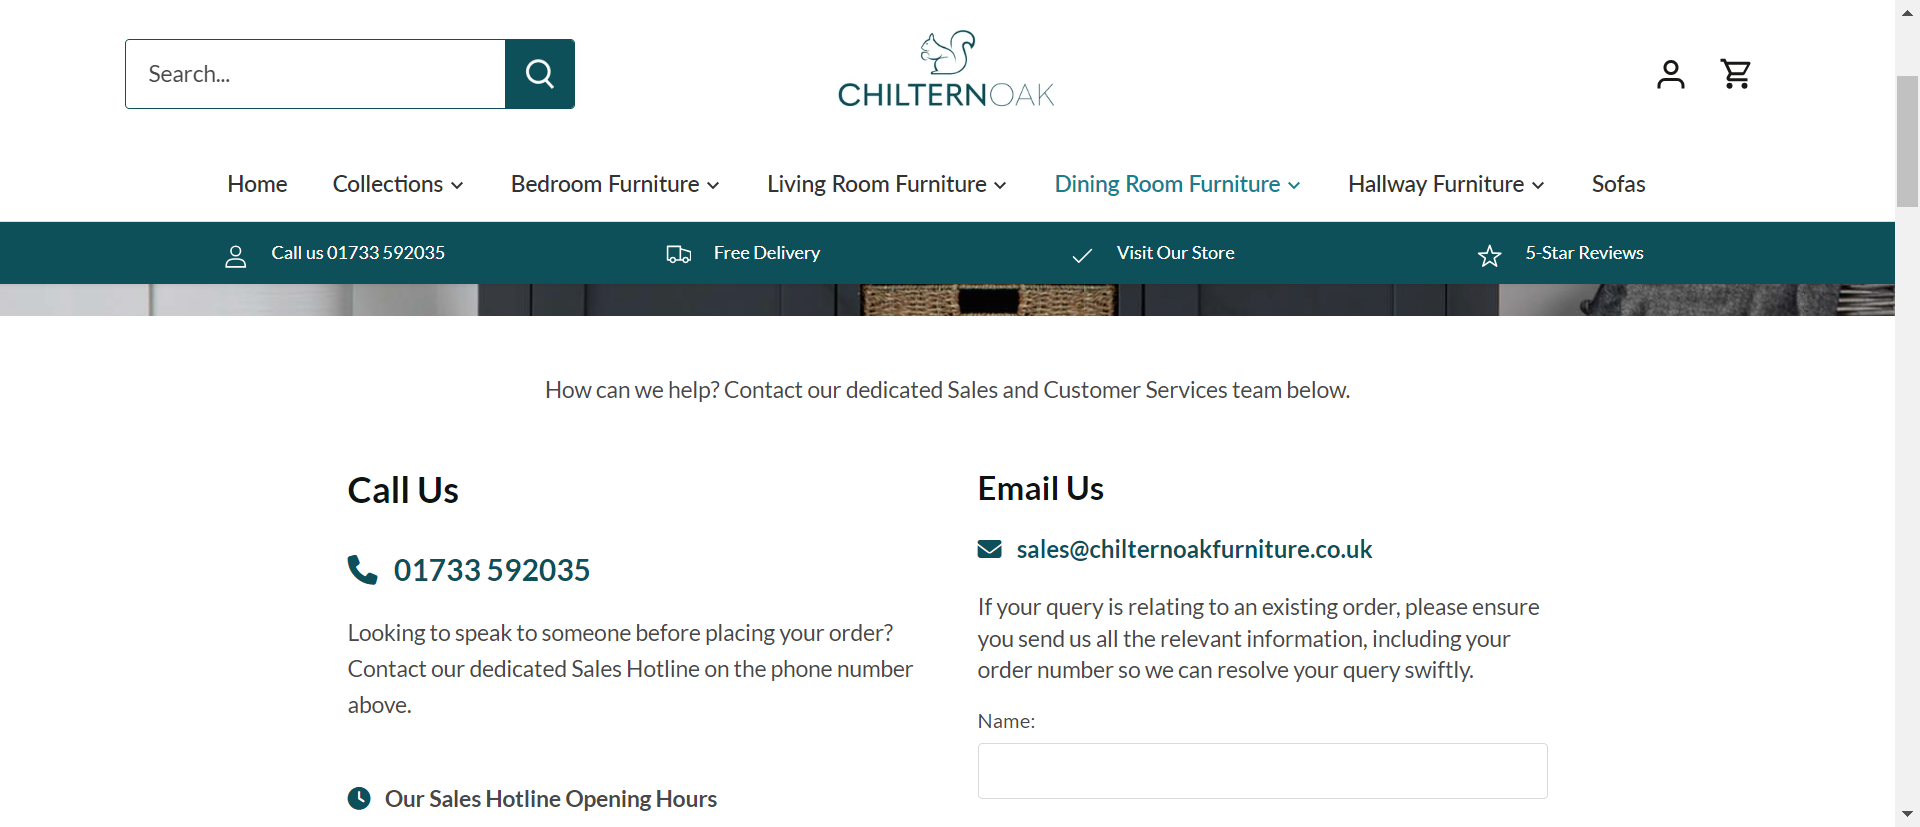 Search...
CHILTERNOAK
Home Collections Bedroom Furniture Living Room Furniture Dining Room Furniture Hallway Furniture Sofas
Call us 01733 592035 Free Delivery Visit Our Store 5-Star Reviews
How can we help? Contact our dedicated Sales and Customer Services team below.
Call Us
01733 592035
Looking to speak to someone before placing your order?
Contact our dedicated Sales Hotline on the phone number
above.
Our Sales Hotline Opening Hours
Email Us
sales@chilternoakfurniture.co.uk
If your query is relating to an existing order, please ensure
you send us all the relevant information, including your
order number so we can resolve your query swiftly.
Name: